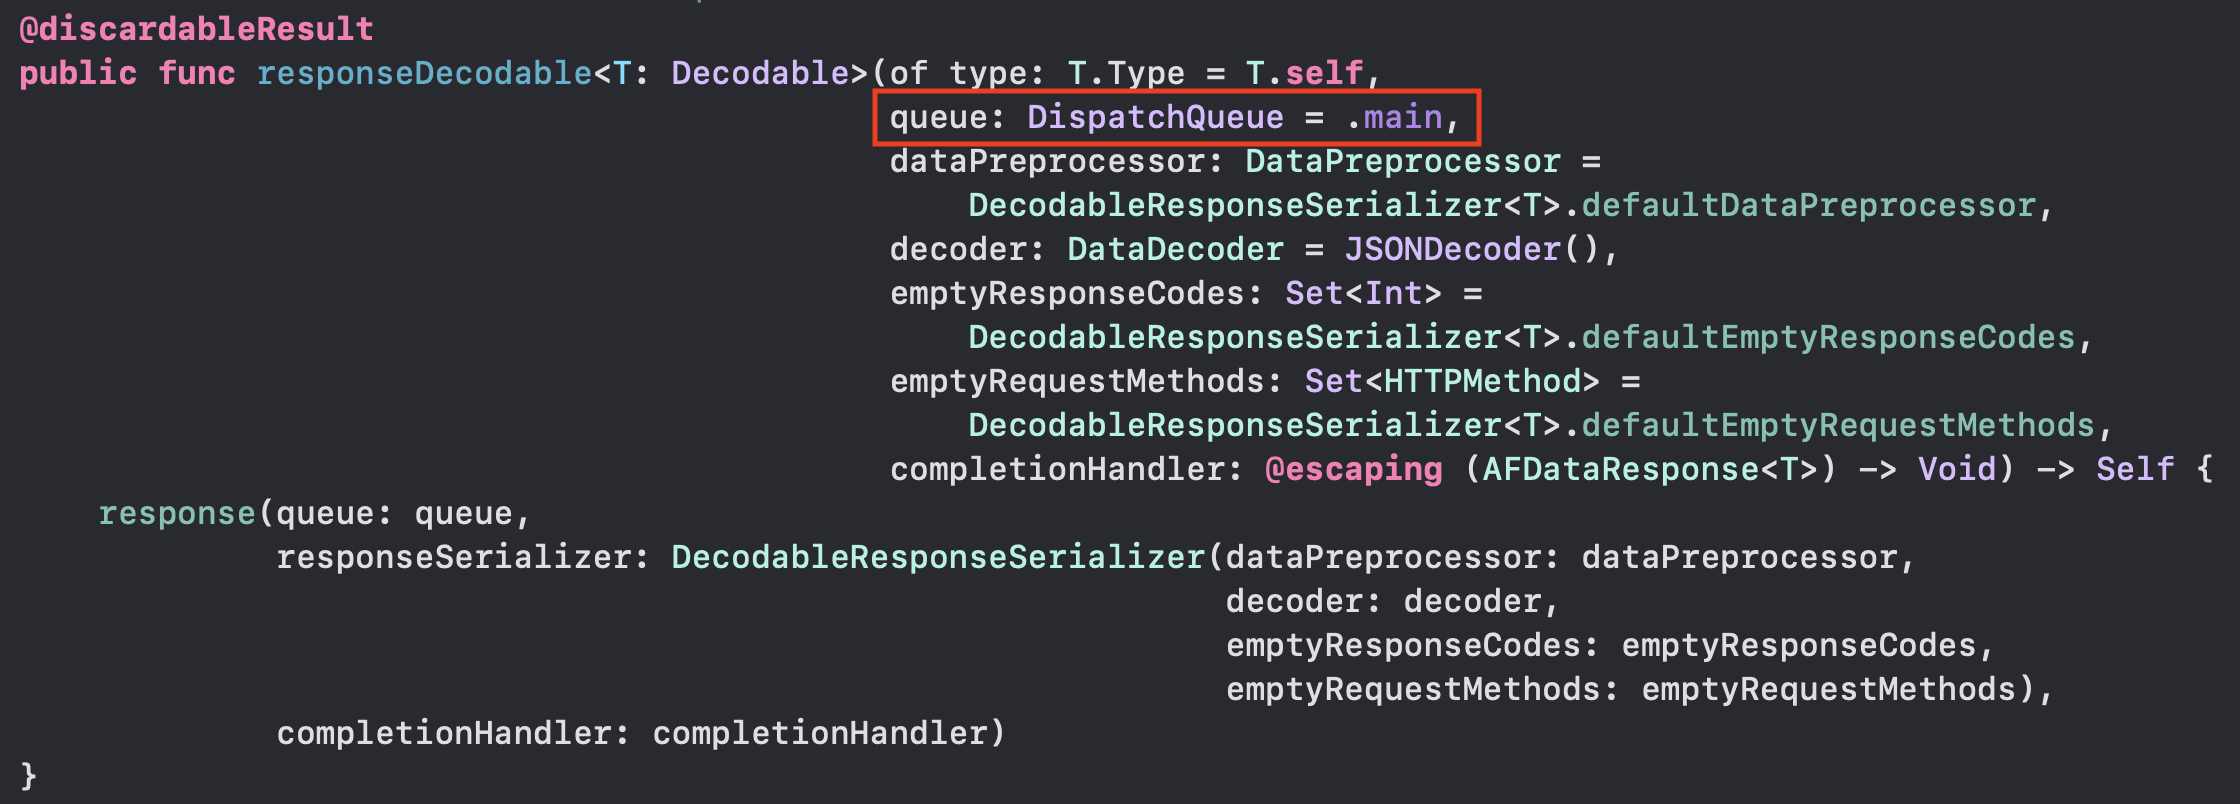 @discardableResult
public func responseDecodable<T: Decodable>(of type: T.Type = T.self,
queue: DispatchQueue = .main,
dataPreprocessor: DataPreprocessor =
DecodableResponseSerializer<T>.defaultDataPreprocessor,
decoder: DataDecoder = JSONDecoder(),
emptyResponseCodes: Set<Int> =
DecodableResponseSerializer<T>.defaultEmptyResponseCodes,
emptyRequestMethods: Set<HTTPMethod> =
DecodableResponseSerializer<T>.defaultEmptyRequestMethods,
completionHandler: @escaping (AFDataResponse<T>) -> Void) -> Self {
response(queue: queue,
responseSerializer: DecodableResponseSerializer(dataPreprocessor: dataPreprocessor,
decoder: decoder,
emptyResponseCodes: emptyResponseCodes,
emptyRequestMethods: emptyRequestMethods),
completionHandler: completionHandler)
}